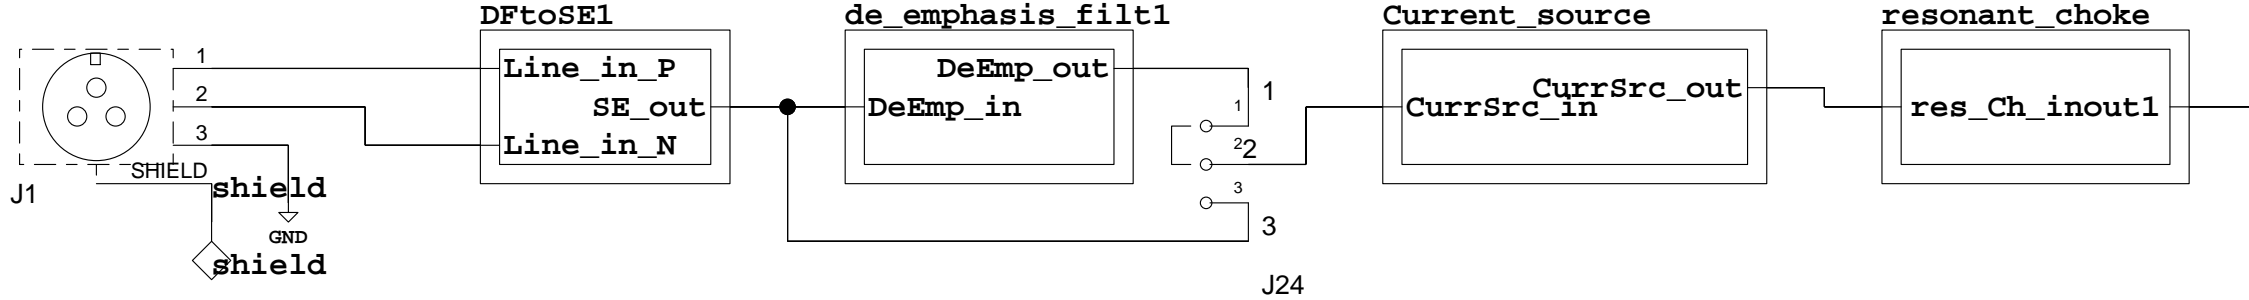 DFtoSE1
de_emphasis_filt1
Current_source
resonant_choke
1
2
3
SHIELD
J1
shield
GND
shield
Line_in_P
SE_out
Line_in_N
DeEmp_out
DeEmp_in
1
1
2
2
3
3
J24
CurrSrc_out
CurrSrc_in
res_Ch_inout1